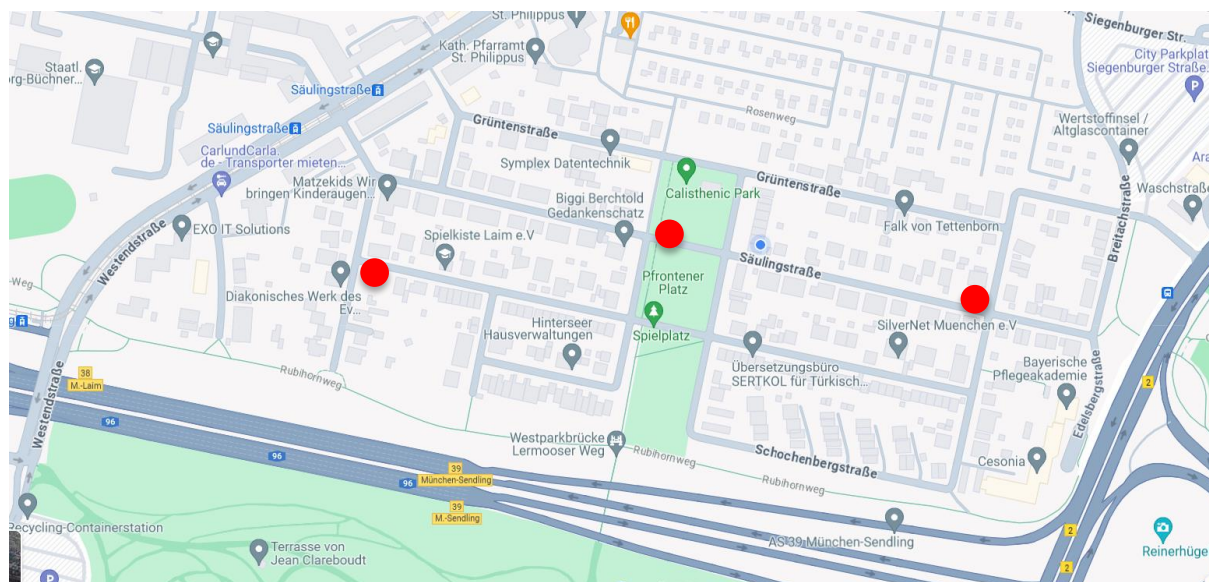 St. Philippus
Siegenburger Str.
Kath. Pfarramt
St. Philippus
City Parkplatz
Siegenburger Straße...
Staatl.
org-Büchner...
Säulingstraße
Rosenweg
Wertstoffinsel /
Altglascontainer
Säulingstraße
Grüntenstraße
CarlundCarla.
de - Transporter mieten...
Symplex Datentechnik
Ara
Matzekids Wir
bringen Kinderaugen...
Calisthenic Park
Grüntenstraße
Waschstraße
Biggi Berchtold
Gedankenschatz
Falk von Tettenborn
Breitachstraße
EXO IT Solutions
Spielkiste Laim e.V
Westendstraße
Säulingstraße
-Weg
Pfrontener
Platz
Diakonisches Werk des
Ev...
Hinterseer
Hausverwaltungen
Spielplatz
SilverNet Muenchen e.V
g
38
M.-Laim
Rubihornweg
Übersetzungsbüro
SERTKOL für Türkisch...
Bayerische
Pflegeakademie
2
Westendstraße
96
Edelsbergstraße
2
Westparkbrücke
Lermooser Weg
Rubihornweg
Schochenbergstraße
96
39
München-Sendling
Cesonia
96
Rubihornweg
39
M.-Sendling
Recycling-Containerstation
2
AS 39 München-Sendling
Terrasse von
Jean Clareboudt
Reinerhüge
2
P